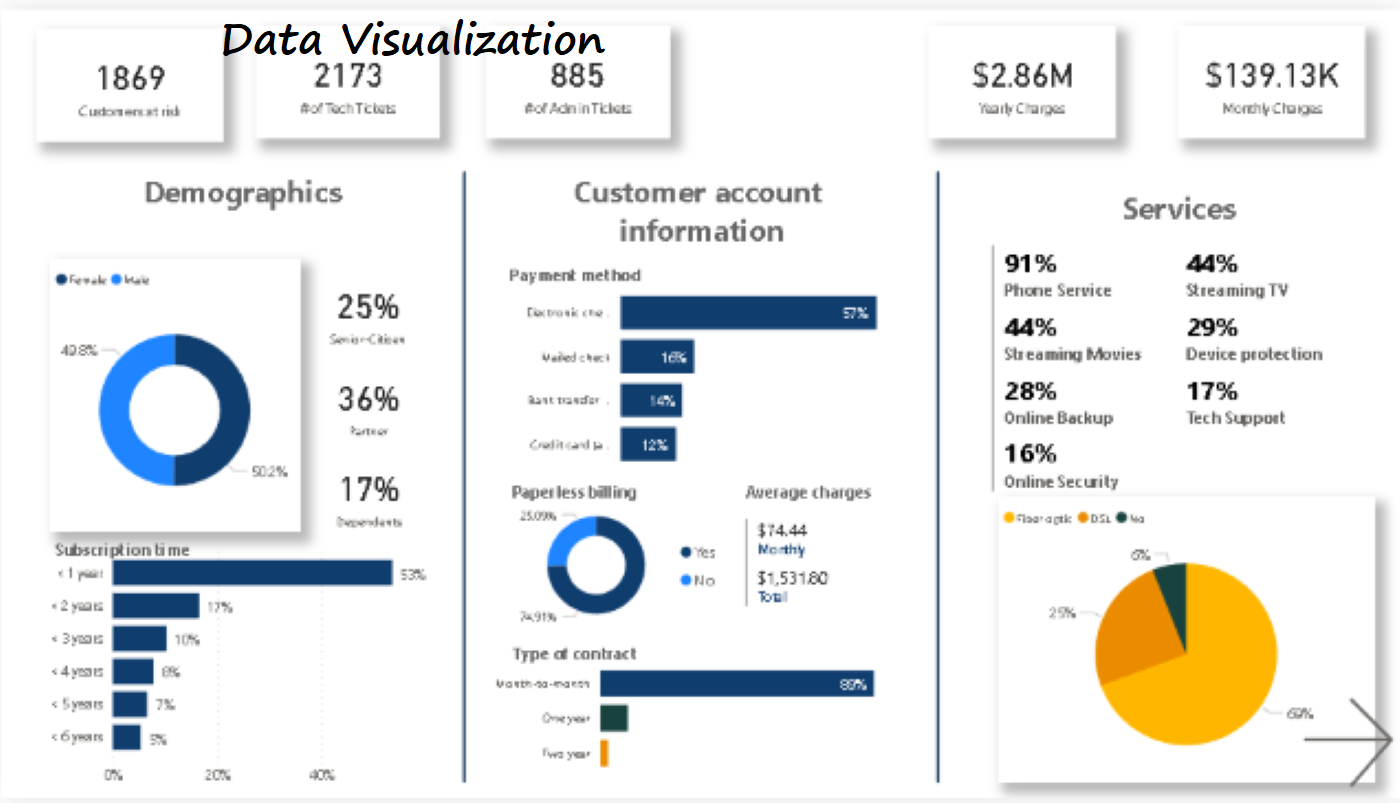 Data Visualization
1869
Customers at risk
2173
# of Tech Tickets
885
# of Admin Tickets
$2.86M
Yearly Charges
$139.13K
Monthly Charges
Demographics
Female Male
49.8%
50.2%
25%
Senior-Citizen
36%
Partner
17%
Dependants
Subscription time
< 1 year 53%
< 2 years 17%
< 3 years 10%
< 4 years 8%
< 5 years 7%
< 6 years 5%
0% 20% 40%
Customer account
information
Payment method
Electronic che... 57%
Mailed check 16%
Bank transfer ... 14%
Credit card (a... 12%
Paperless billing
25.09%
74.91%
Yes
No
Average charges
$74.44
Monthly
$1,531.80
Total
Type of contract
Month-to-month 89%
One year
Two year
Services
91%
Phone Service
44%
Streaming TV
44%
Streaming Movies
29%
Device protection
28%
Online Backup
17%
Tech Support
16%
Online Security
Fiber optic DSL No
6%
25%
69%